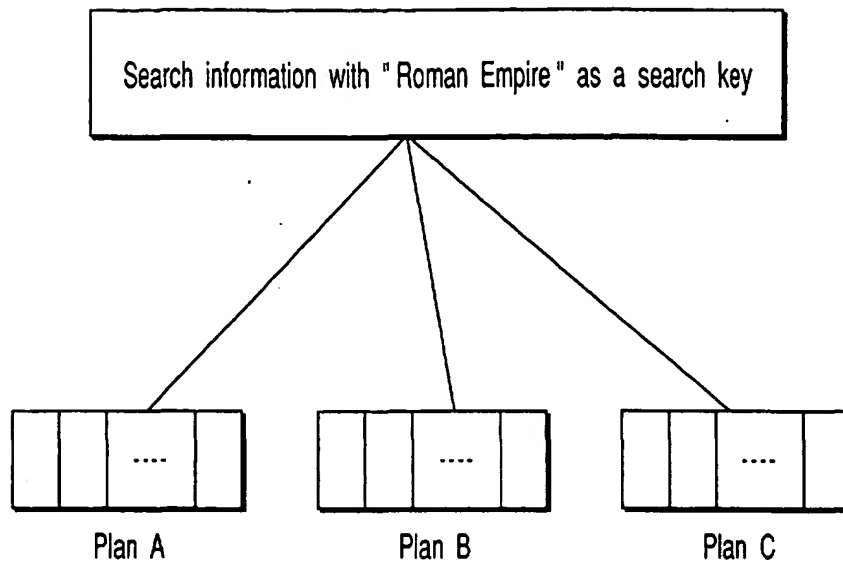 Search information with "Roman Empire" as a search key
.... .... ....
Plan A Plan B Plan C